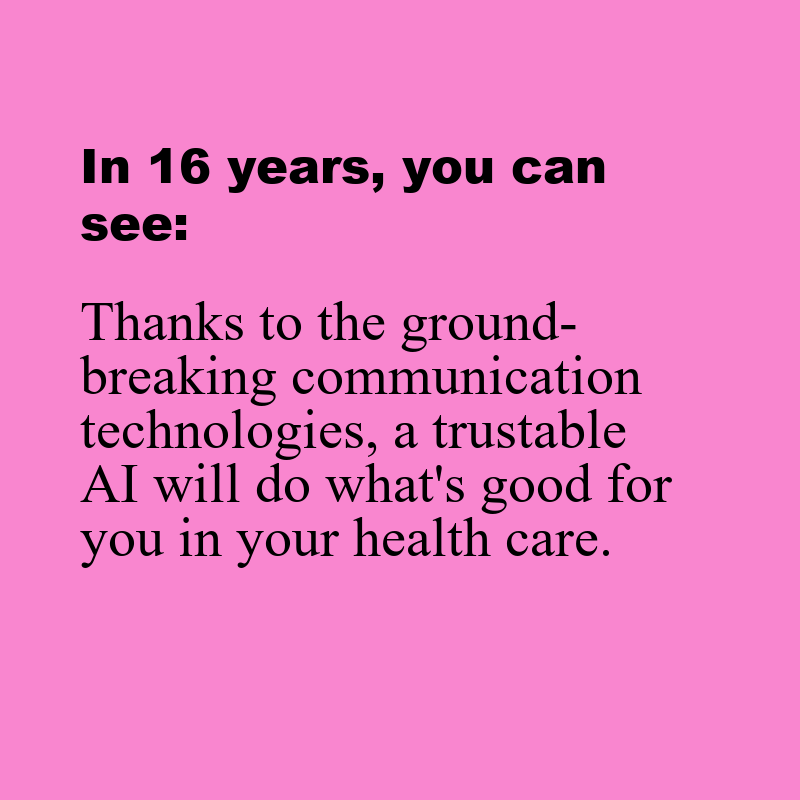 In 16 years, you can
see:
Thanks to the ground-
breaking communication
technologies, a trustable
AI will do what's good for
you in your health care.